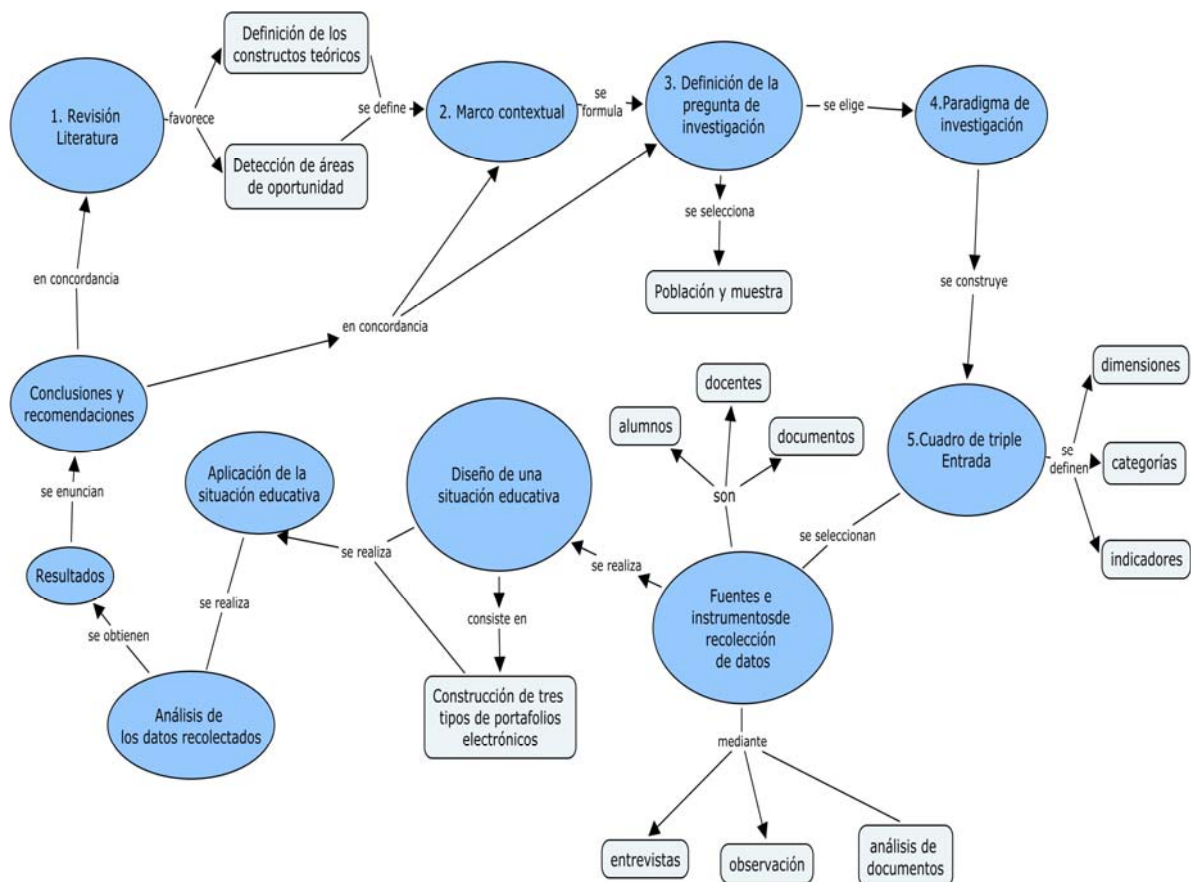 1. Revisión
Literatura
favorece
Definición de los
constructos teóricos
Detección de áreas
de oportunidad
se define
2. Marco contextual
se
formula
3. Definición de la
pregunta de
investigación
se elige
4.Paradigma de
investigación
se selecciona
Población y muestra
se construye
en concordancia
en concordancia
Conclusiones y
recomendaciones
5.Cuadro de triple
Entrada
se
definen
dimensiones
categorías
indicadores
se seleccionan
docentes
alumnos
documentos
son
Fuentes e
instrumentosde
recolección
de datos
se realiza
Diseño de una
situación educativa
consiste en
Construcción de tres
tipos de portafolios
electrónicos
se realiza
Aplicación de la
situación educativa
se realiza
Análisis de
los datos recolectados
se obtienen
Resultados
se enuncian
mediante
entrevistas
observación
análisis de
documentos